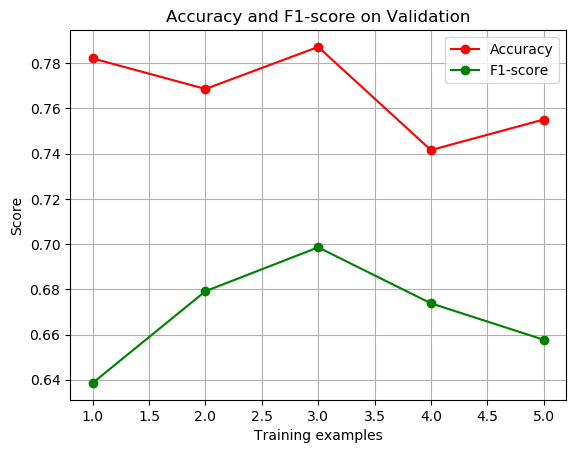 Accuracy and F1-score on Validation
Accuracy
F1-score
Score
0.78
0.76
0.74
0.72
0.70
0.68
0.66
0.64
1.0 1.5 2.0 2.5 3.0 3.5 4.0 4.5 5.0
Training examples